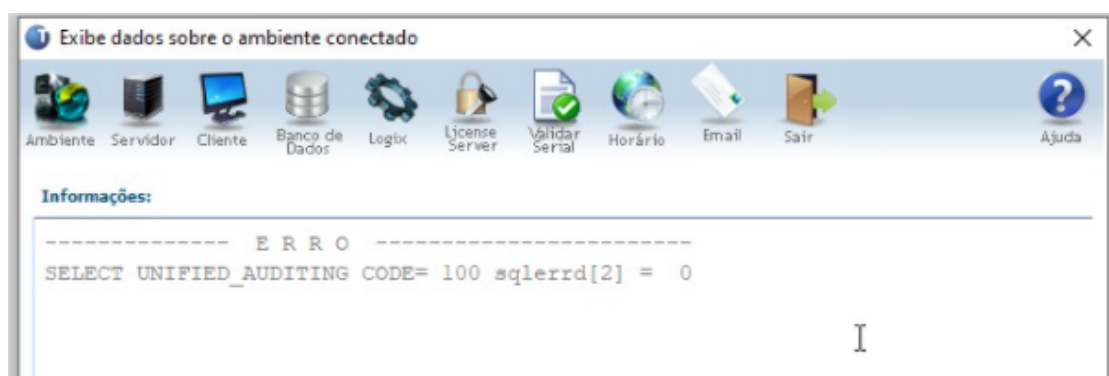 Exibe dados sobre o ambiente conectado
Ambiente Servidor Cliente Banco de Dados Logix License Server Validar Serial Horário Email Sair Ajuda
Informações:
-------------- E R R O ------------------------
SELECT UNIFIED_AUDITING CODE= 100 sqlerrd[2] = 0